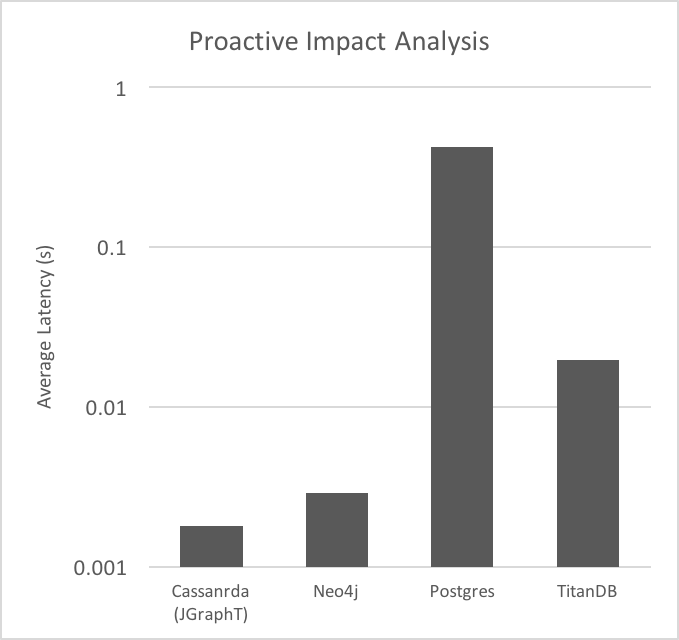 Proactive Impact Analysis
1
0.1
0.01
0.001
Average Latency (s)
Cassanrda
(JGraphT)
Neo4j
Postgres
TitanDB